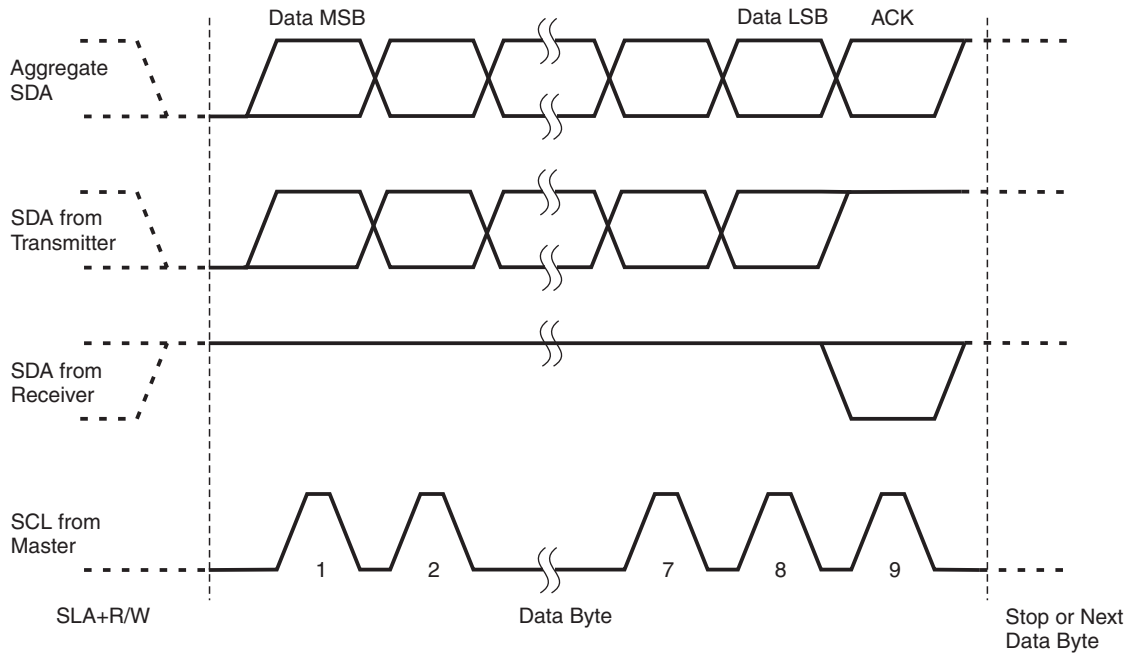 Data MSB
Data LSB
ACK
Aggregate
SDA
SDA from
Transmitter
SDA from
Receiver
SCL from
Master
1
2
7
8
9
SLA+R/W
Data Byte
Stop or Next
Data Byte